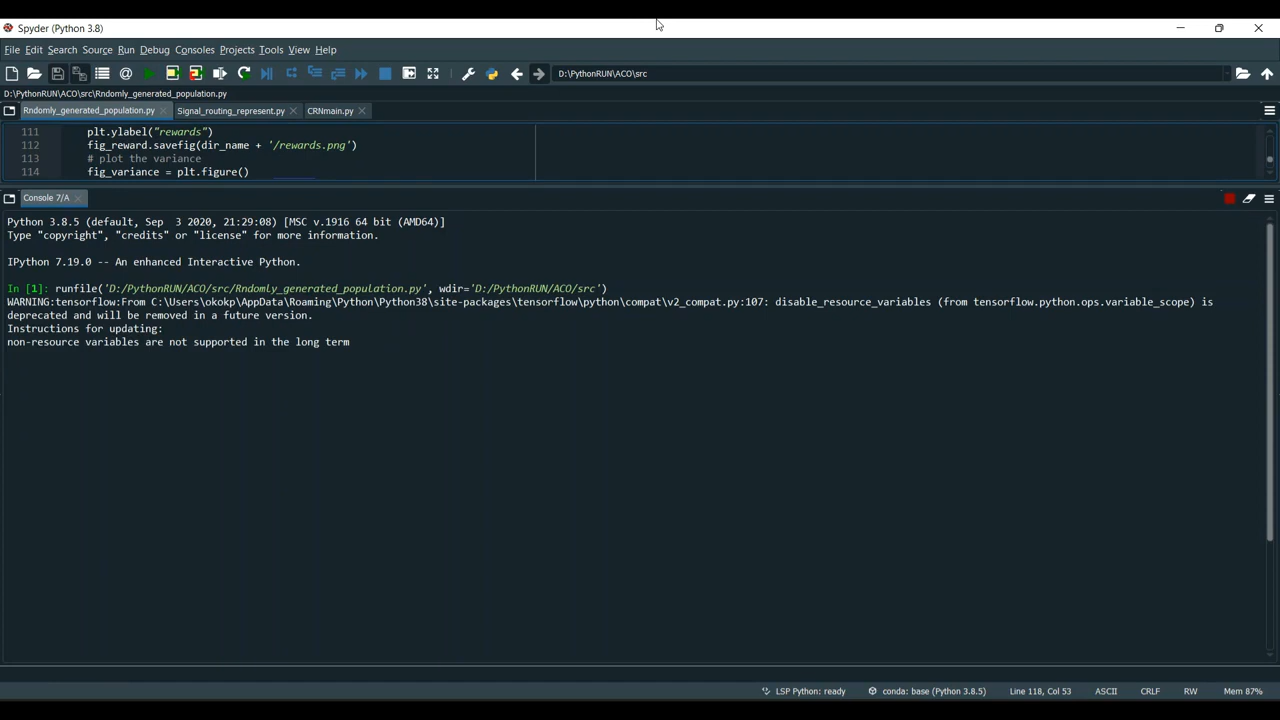 Spyder (Python 3.8)
File Edit Search Source Run Debug Consoles Projects Tools View Help
D:\PythonRUN\ACO\src
D:\PythonRUN\ACO\src\Rndomly_generated_population.py
Rndomly_generated_population.py Signal_routing_represent.py CRNmain.py
111 plt.ylabel("rewards")
112 fig_reward.savefig(dir_name + '/rewards.png')
113 # plot the variance
114 fig_variance = plt.figure()
Console 7/A
Python 3.8.5 (default, Sep  3 2020, 21:29:08) [MSC v.1916 64 bit (AMD64)]
Type "copyright", "credits" or "license" for more information.
IPython 7.19.0 -- An enhanced Interactive Python.
In [1]: runfile('D:/PythonRUN/ACO/src/Rndomly_generated_population.py', wdir='D:/PythonRUN/ACO/src')
WARNING:tensorflow:From C:\Users\okokp\AppData\Roaming\Python\Python38\site-packages\tensorflow\python\compat\v2_compat.py:107: disable_resource_variables (from tensorflow.python.ops.variable_scope) is
deprecated and will be removed in a future version.
Instructions for updating:
non-resource variables are not supported in the long term
LSP Python: ready conda: base (Python 3.8.5) Line 118, Col 53 ASCII CRLF RW Mem 87%